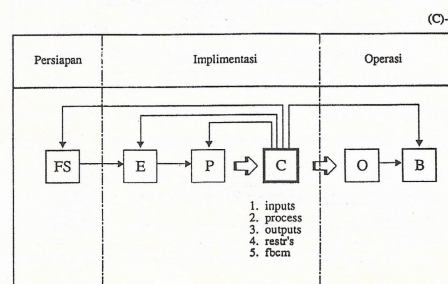 (C)-
Persiapan Implimentasi Operasi
FS E P C O B
1. inputs
2. process
3. outputs
4. restr's
5. fbcm